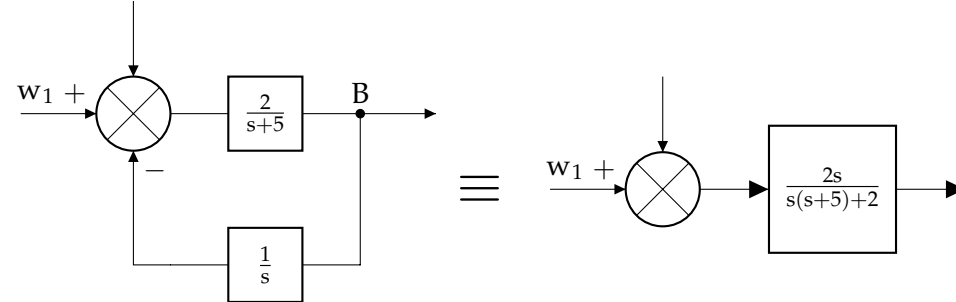 w₁ +
2/(s+5)
B
−
1/s
≡
w₁ +
2s/(s(s+5)+2)